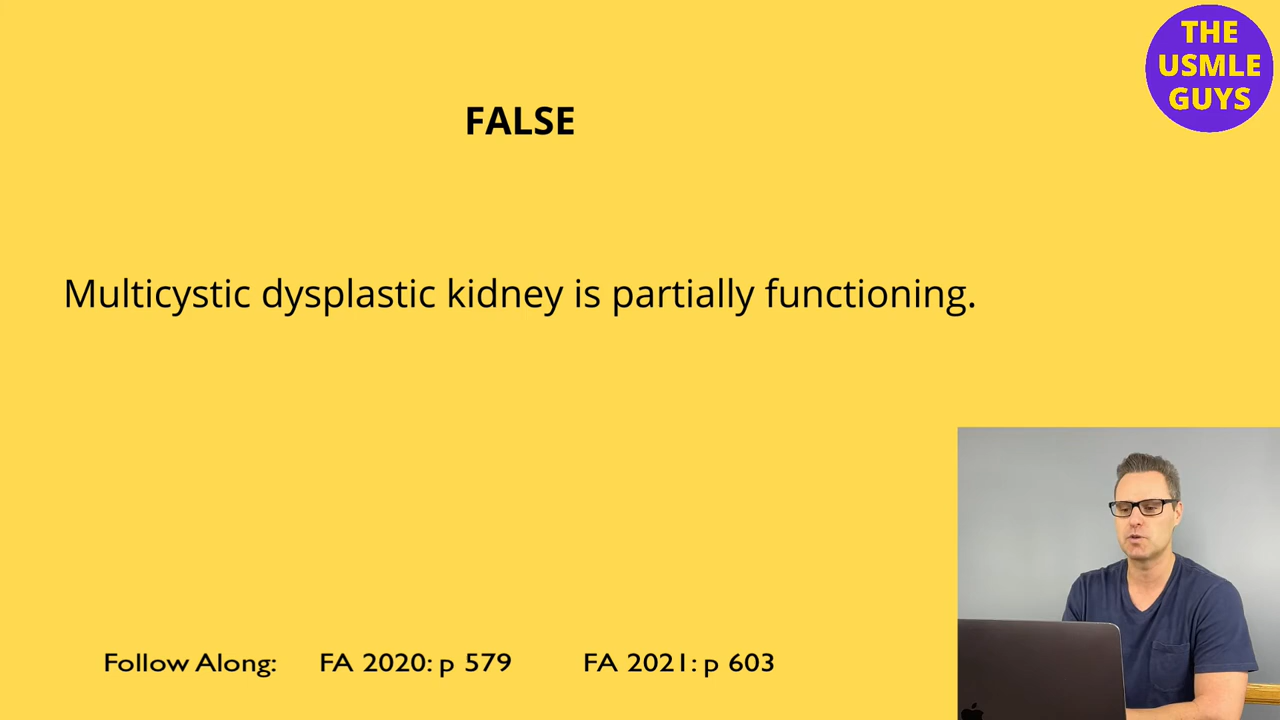 THE
USMLE
GUYS
FALSE
Multicystic dysplastic kidney is partially functioning.
Follow Along: FA 2020: p 579 FA 2021: p 603